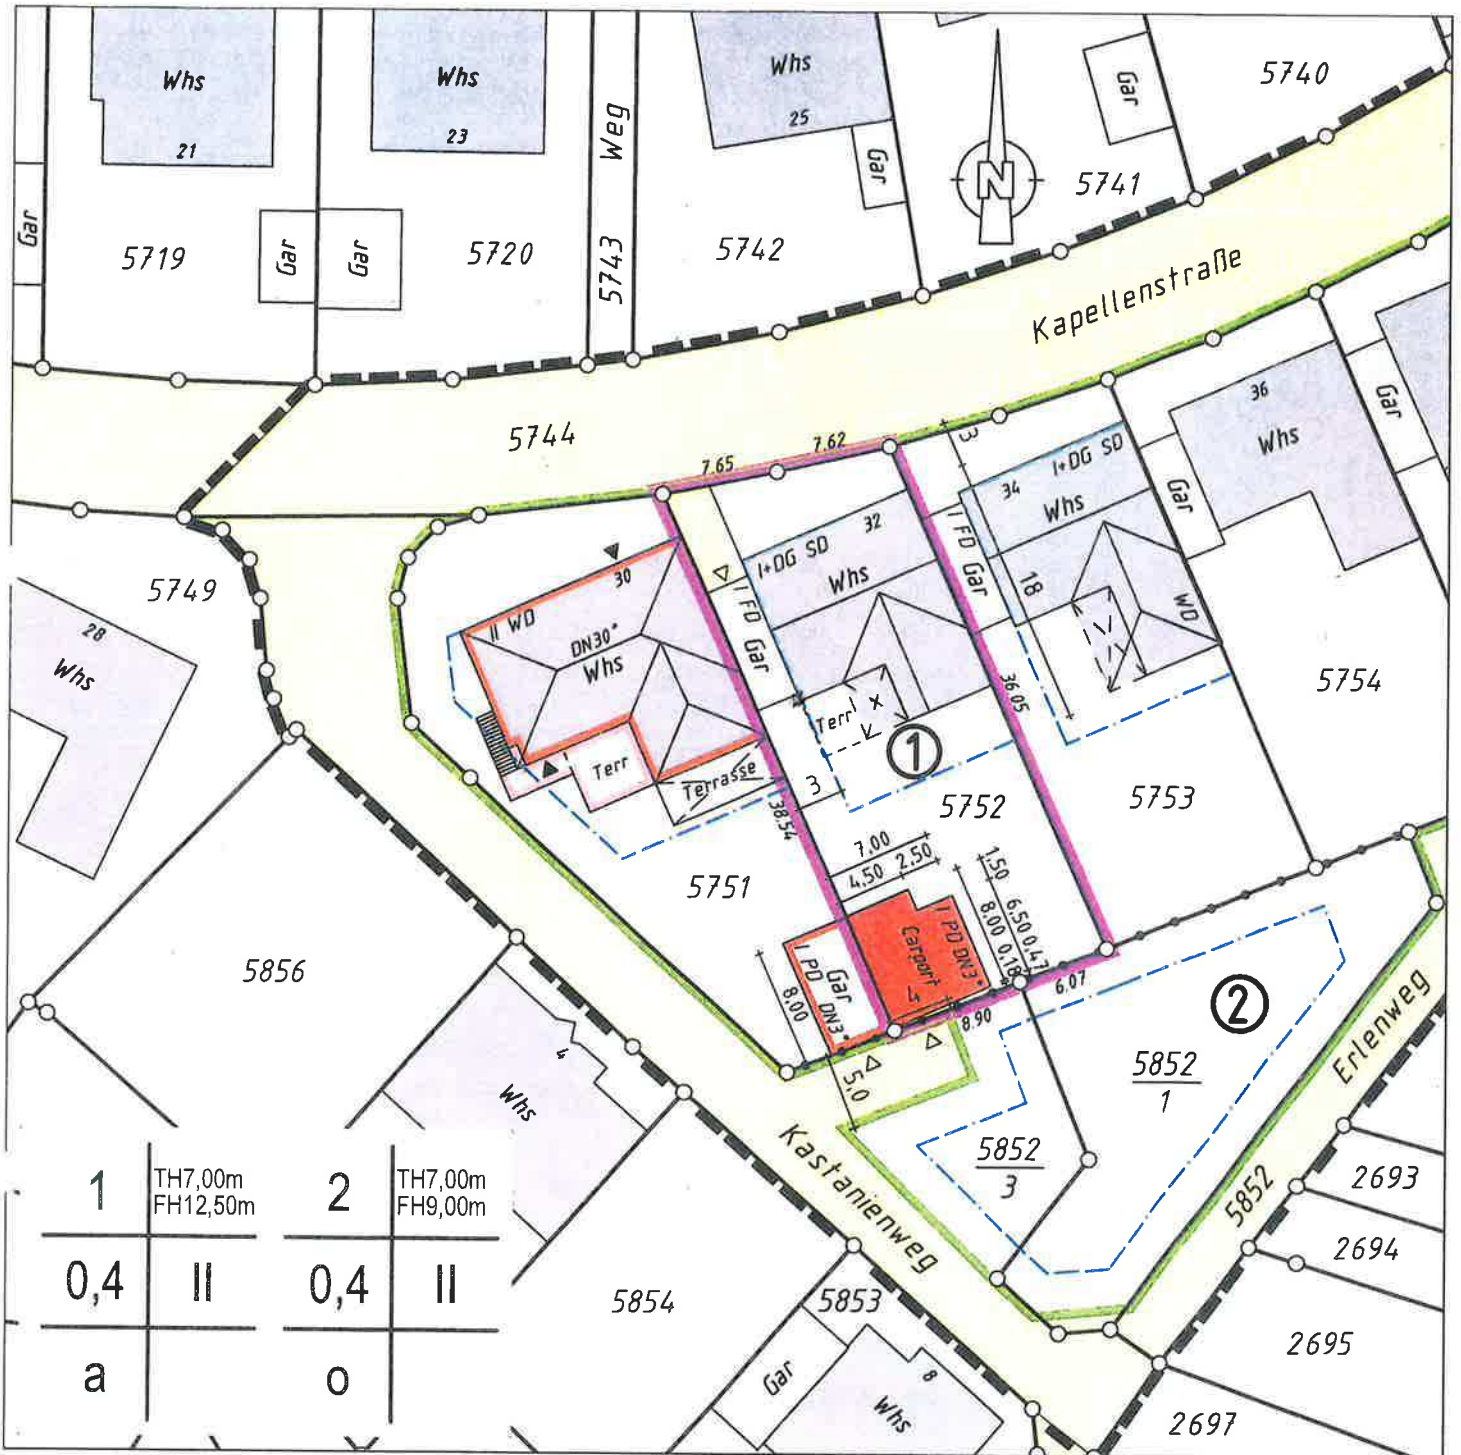 Whs
21
Whs
23
Weg
5743
Whs
25
Gar
Gar
5740
5741
N
Gar
5719
Gar
Gar
5720
5742
Kapellenstraße
5744
7.65
7.62
3
I+DG SD
34
Whs
36
Whs
Gar
Gar
5749
28
Whs
30
II WD
DN30°
Whs
I FD Gar
I+DG SD
32
Whs
I FD Gar
18
WD
5754
Terr
Terrasse
Terr
X
1
36.05
3
38.54
5752
5753
5751
7.00
4.50
2.50
1.50
6.50
0.47
8.00
0.18
Carport
I PD DN3°
Gar
I PD DN3°
8.00
6.07
8.90
5.0
5856
2
5852
1
Erlenweg
4
Whs
Kastanienweg
5852
3
5852
2693
2694
2695
2697
5854
5853
Gar
8
Whs
1
TH7,00m
FH12,50m
0,4
II
a
2
TH7,00m
FH9,00m
0,4
II
o